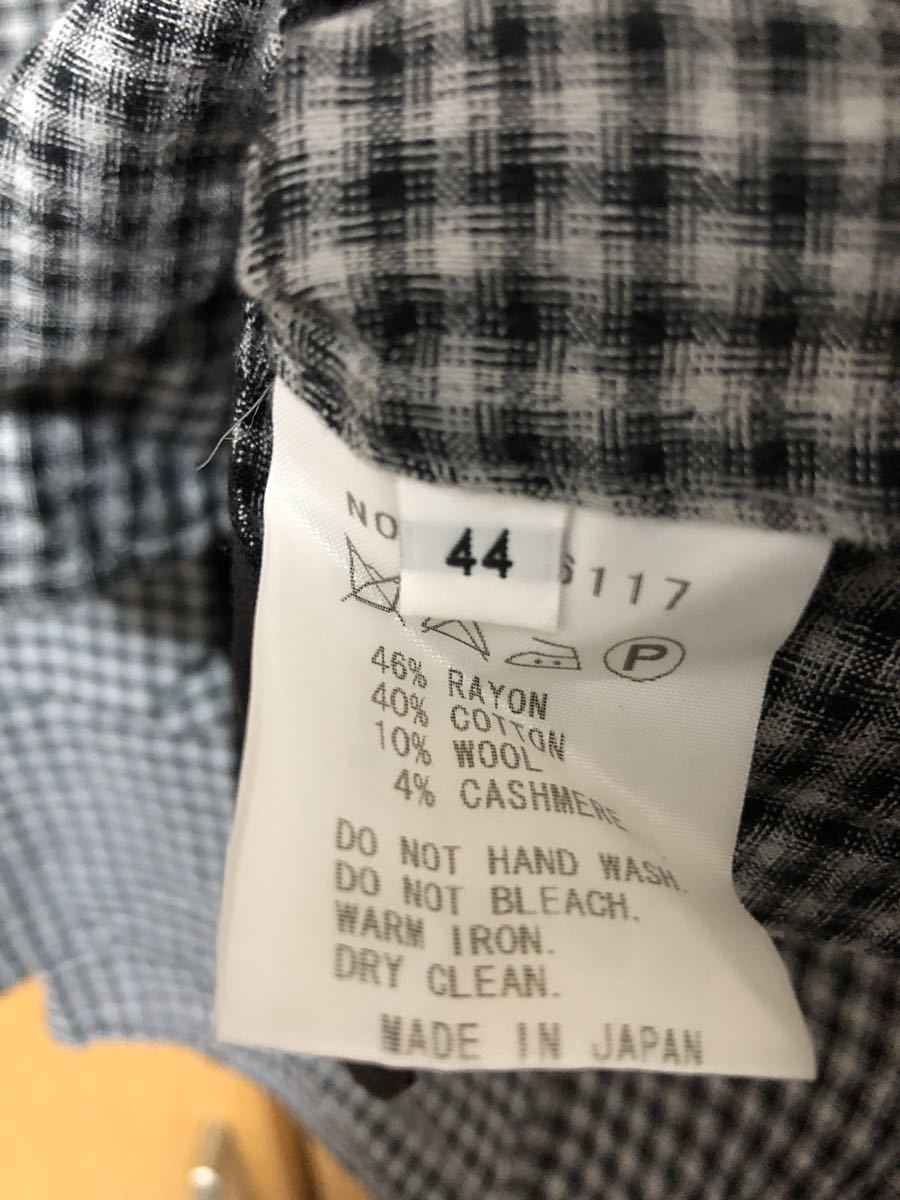 NO
44
6117
P
46% RAYON
40% COTTON
10% WOOL
4% CASHMERE
DO NOT HAND WASH.
DO NOT BLEACH.
WARM IRON.
DRY CLEAN.
MADE IN JAPAN